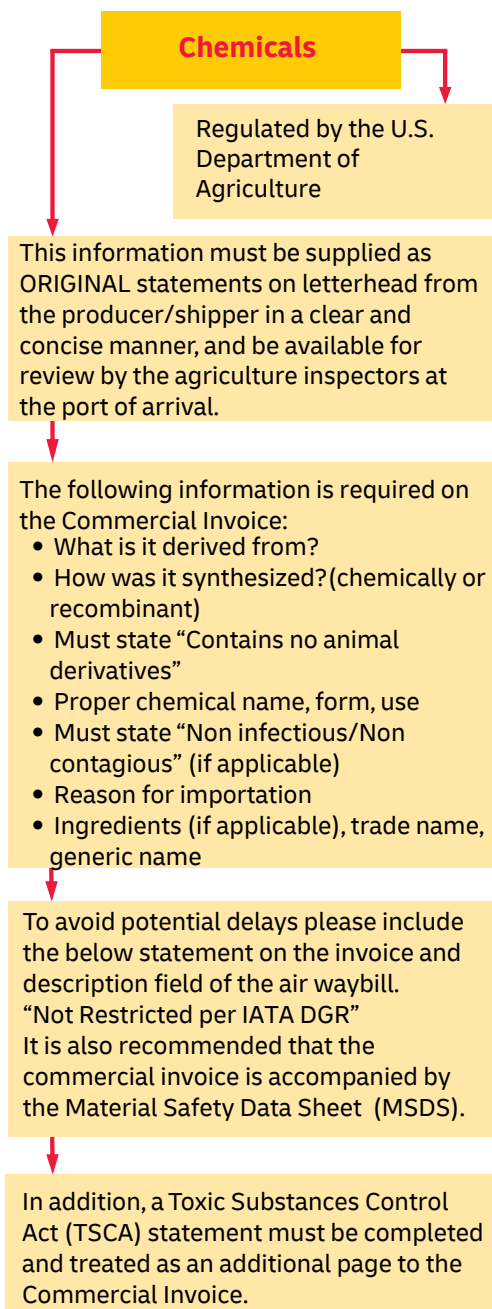 Chemicals
Regulated by the U.S.
Department of
Agriculture
This information must be supplied as
ORIGINAL statements on letterhead from
the producer/shipper in a clear and
concise manner, and be available for
review by the agriculture inspectors at
the port of arrival.
The following information is required on
the Commercial Invoice:
• What is it derived from?
• How was it synthesized?(chemically or
recombinant)
• Must state “Contains no animal
derivatives”
• Proper chemical name, form, use
• Must state “Non infectious/Non
contagious” (if applicable)
• Reason for importation
• Ingredients (if applicable), trade name,
generic name
To avoid potential delays please include
the below statement on the invoice and
description field of the air waybill.
“Not Restricted per IATA DGR”
It is also recommended that the
commercial invoice is accompanied by
the Material Safety Data Sheet (MSDS).
In addition, a Toxic Substances Control
Act (TSCA) statement must be completed
and treated as an additional page to the
Commercial Invoice.